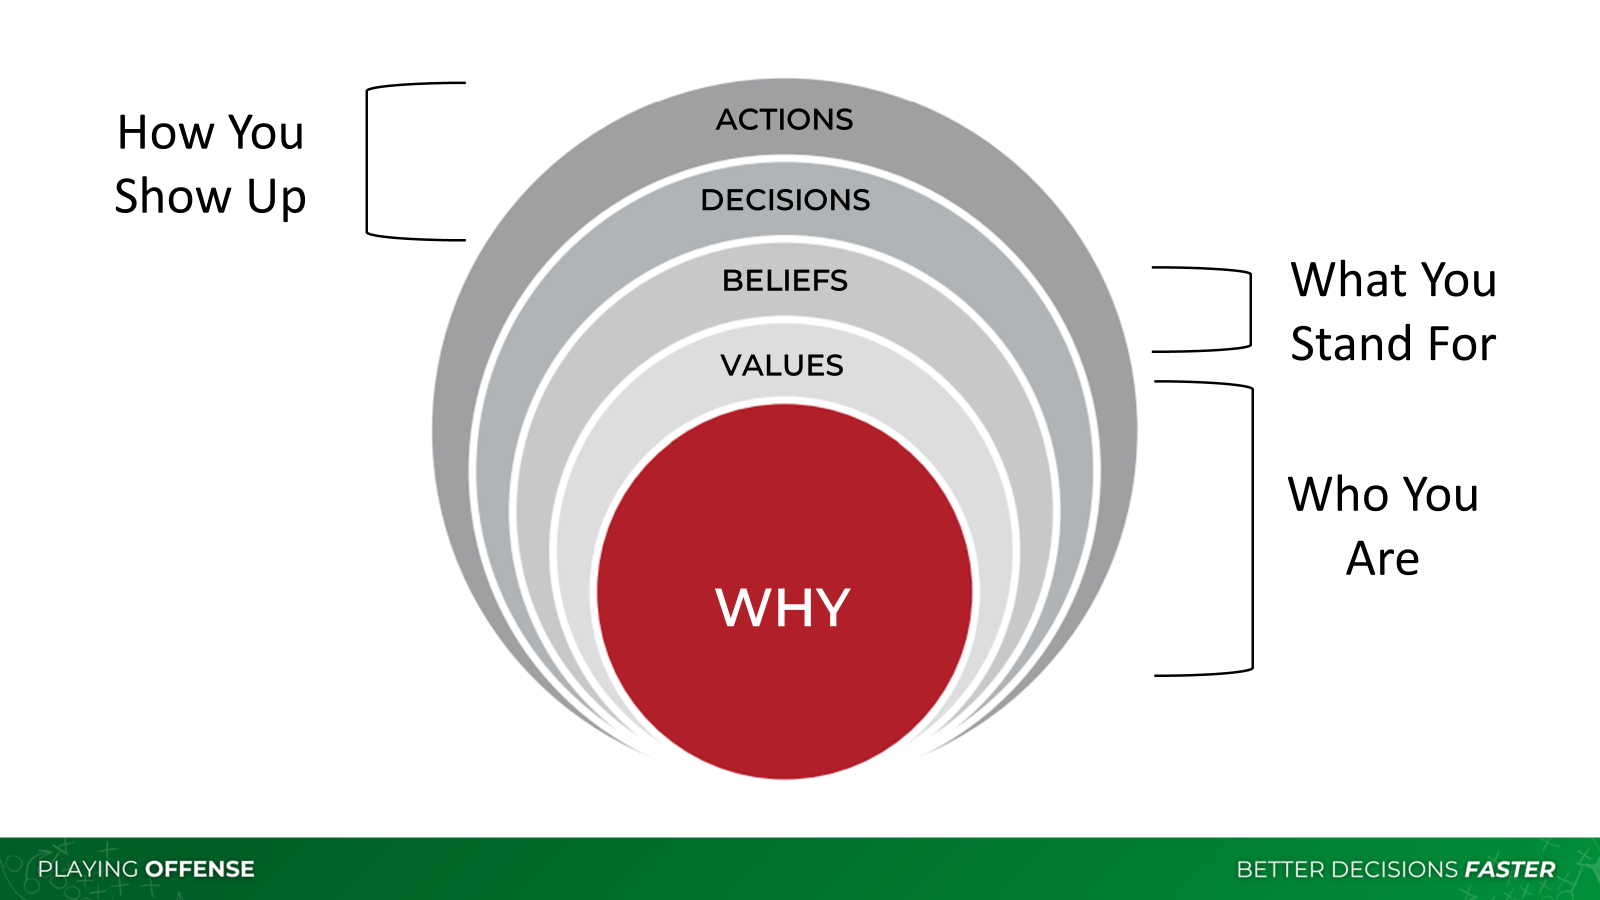 How You
Show Up
ACTIONS
DECISIONS
BELIEFS
VALUES
WHY
What You
Stand For
Who You
Are
PLAYING OFFENSE
BETTER DECISIONS FASTER